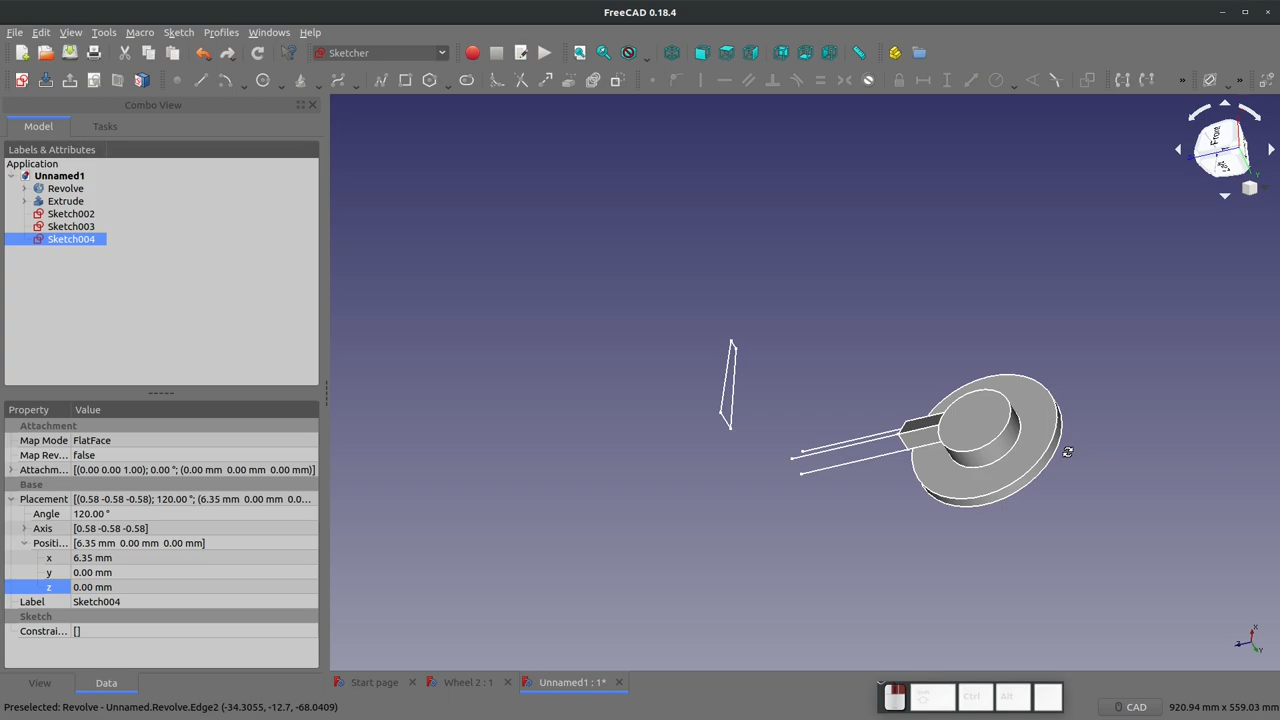 FreeCAD 0.18.4
File Edit View Tools Macro Sketch Profiles Windows Help
Sketcher
Combo View
Model Tasks
Labels & Attributes
Application
Unnamed1
Revolve
Extrude
Sketch002
Sketch003
Sketch004
Front
Property Value
Attachment
Map Mode FlatFace
Map Rev... false
Attachm... [(0.00 0.00 1.00); 0.00 °; (0.00 mm 0.00 mm 0.00 mm)]
Base
Placement [(0.58 -0.58 -0.58); 120.00 °; (6.35 mm 0.00 mm 0.0...
Angle 120.00 °
Axis [0.58 -0.58 -0.58]
Positi... [6.35 mm 0.00 mm 0.00 mm]
x 6.35 mm
y 0.00 mm
z 0.00 mm
Label Sketch004
Sketch
Constrai... []
X
Z
Y
View Data
Start page Wheel 2 : 1 Unnamed1 : 1*
Shift Ctrl Alt
Preselected: Revolve - Unnamed.Revolve.Edge2 (-34.3055, -12.7, -68.0409)
CAD 920.94 mm x 559.03 mm